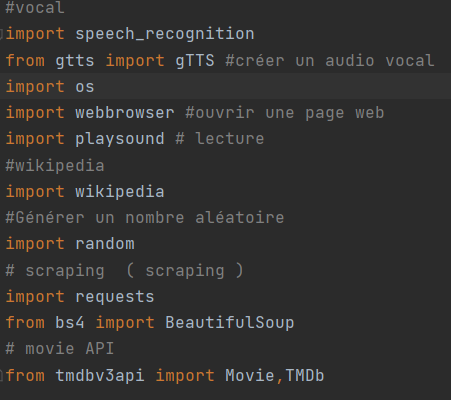 #vocal
import speech_recognition
from gtts import gTTS #créer un audio vocal
import os
import webbrowser #ouvrir une page web
import playsound # lecture
#wikipedia
import wikipedia
#Générer un nombre aléatoire
import random
# scraping  ( scraping )
import requests
from bs4 import BeautifulSoup
# movie API
from tmdbv3api import Movie,TMDb